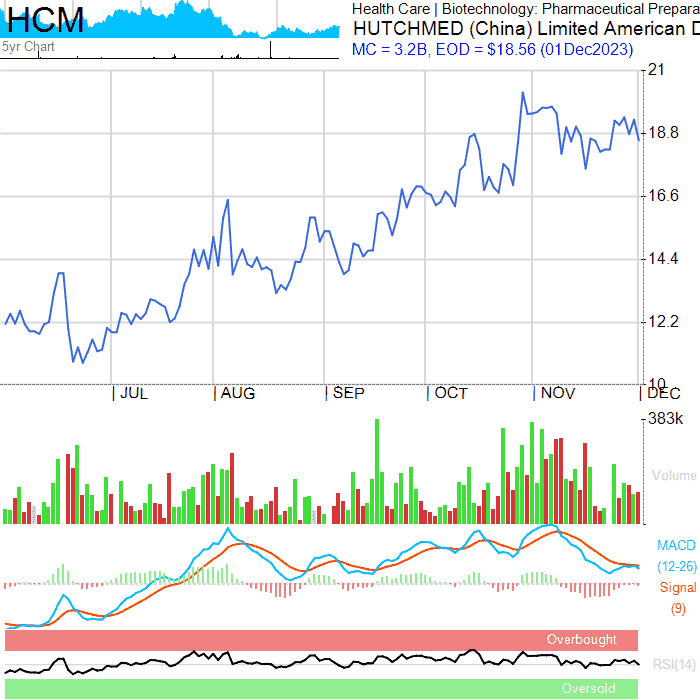 HCM
Health Care | Biotechnology: Pharmaceutical Prepara
HUTCHMED (China) Limited American D
5yr Chart
MC = 3.2B, EOD = $18.56 (01Dec2023)
21
18.8
16.6
14.4
12.2
10
JUL AUG SEP OCT NOV DEC
383k
Volume
MACD
(12-26)
Signal
(9)
Overbought
RSI(14)
Oversold